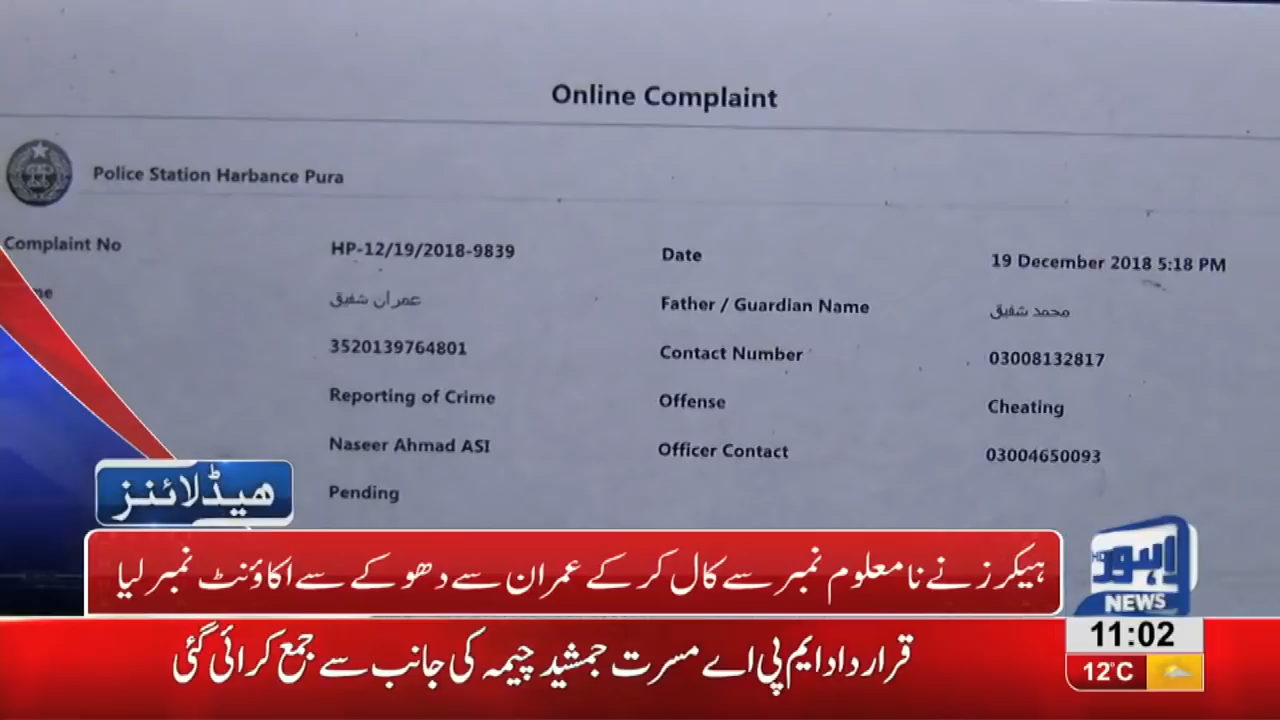 Online Complaint
Police Station Harbance Pura
Complaint No HP-12/19/2018-9839 Date 19 December 2018 5:18 PM
عمران شفیق Father / Guardian Name محمد شفیق
3520139764801 Contact Number 03008132817
Reporting of Crime Offense Cheating
Naseer Ahmad ASI Officer Contact 03004650093
Pending
ہیڈلائنز
ہیکرز نے نامعلوم نمبر سے کال کر کے عمران سے دھوکے سے اکاؤنٹ نمبر لیا
لاہور
NEWS
11:02
12°C
قرارداد ایم پی اے مسرت جمشید چیمہ کی جانب سے جمع کرائی گئی